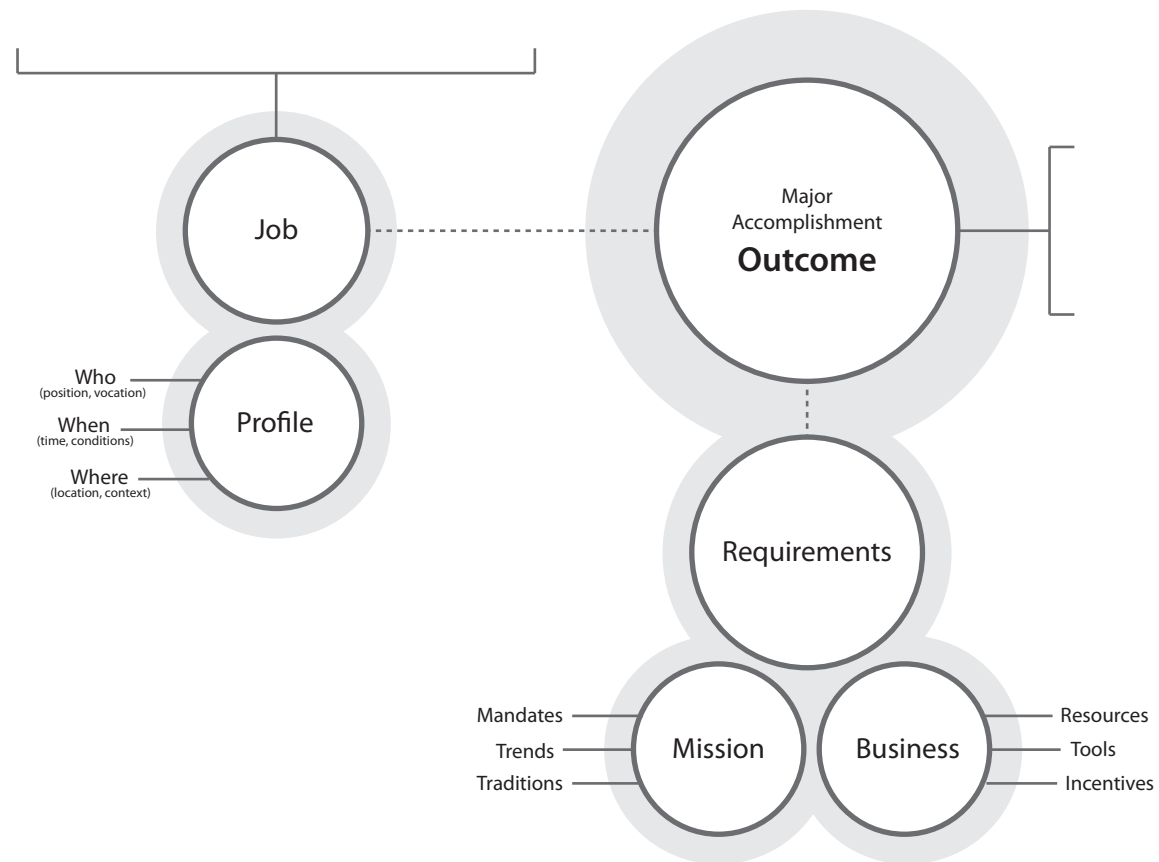 Major
Accomplishment
Outcome
Job
Who
(position, vocation)
When
(time, conditions)
Where
(location, context)
Profile
Requirements
Mandates
Trends
Traditions
Mission
Business
Resources
Tools
Incentives